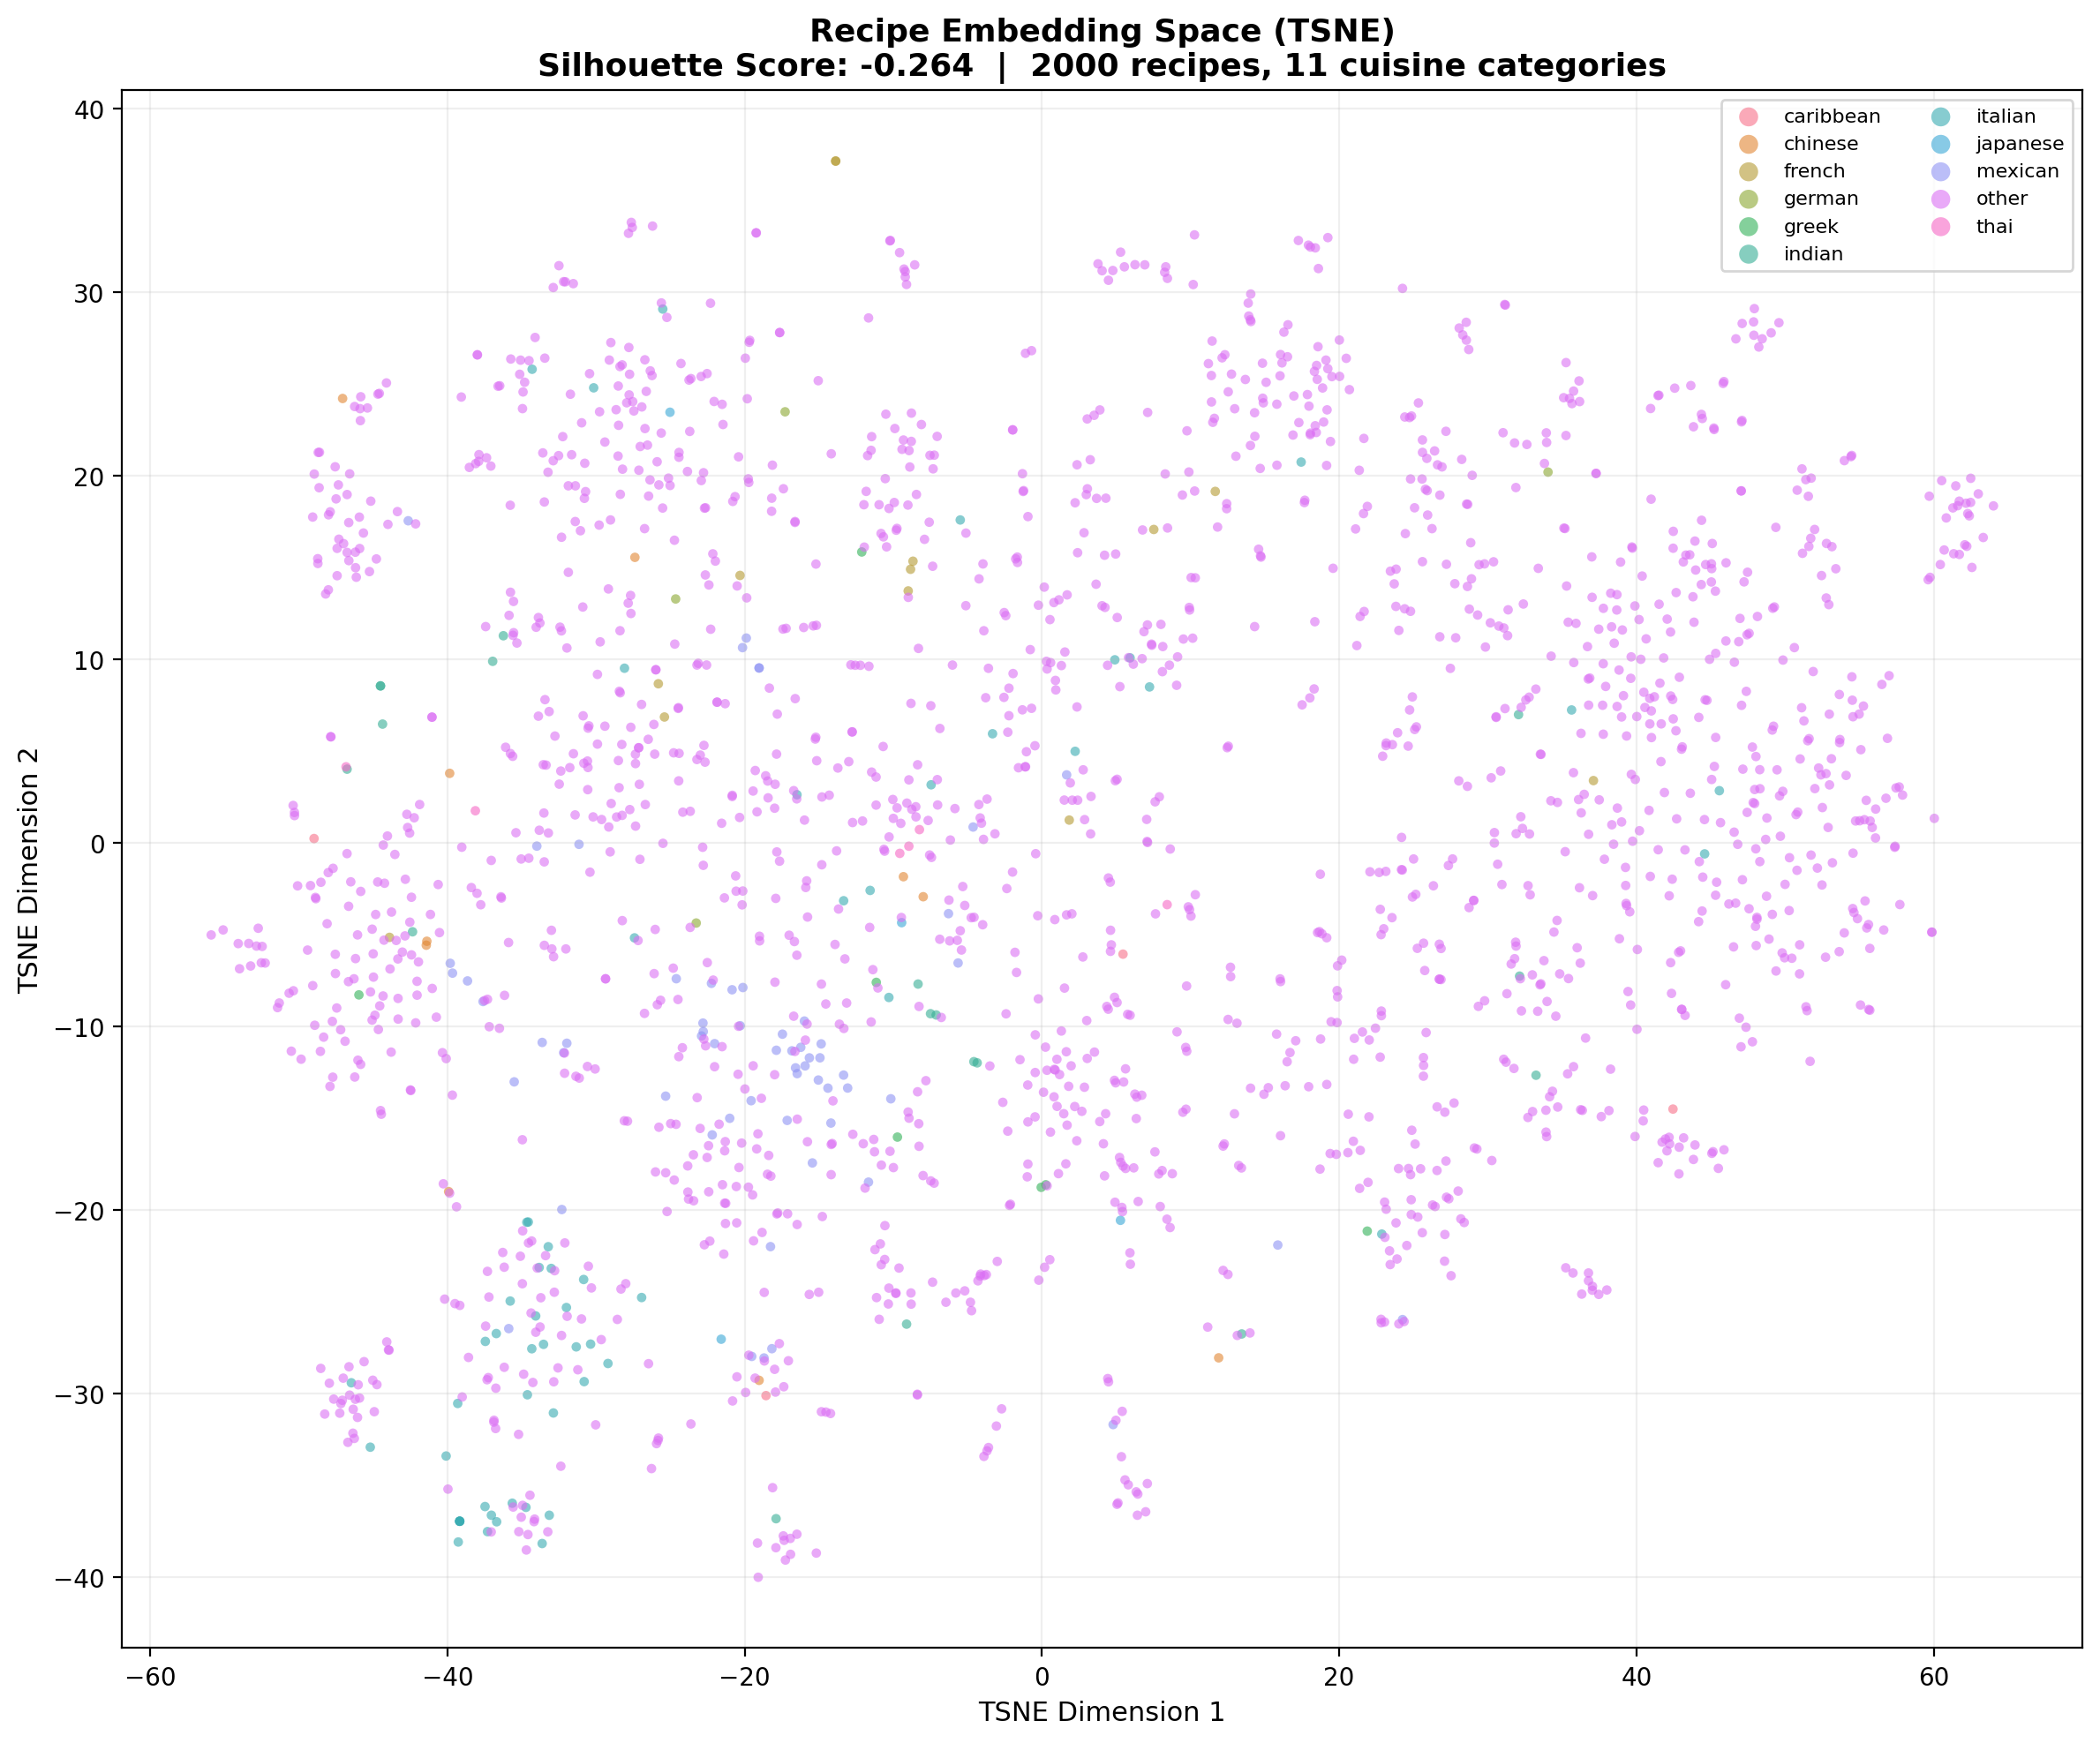 Recipe Embedding Space (TSNE)
Silhouette Score: -0.264 | 2000 recipes, 11 cuisine categories
40
30
20
10
0
−10
−20
−30
−40
TSNE Dimension 2
caribbean
chinese
french
german
greek
indian
italian
japanese
mexican
other
thai
−60
−40
−20
0
20
40
60
TSNE Dimension 1